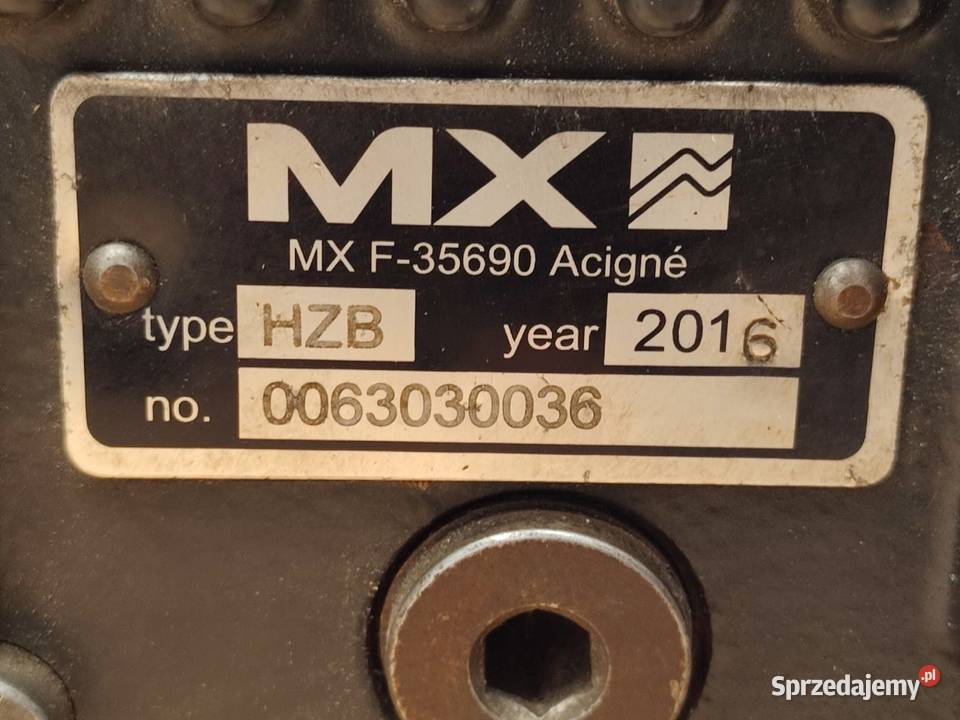 MX
MX F-35690 Acigné
type HZB year 2016
no. 0063030036
Sprzedajemy.pl